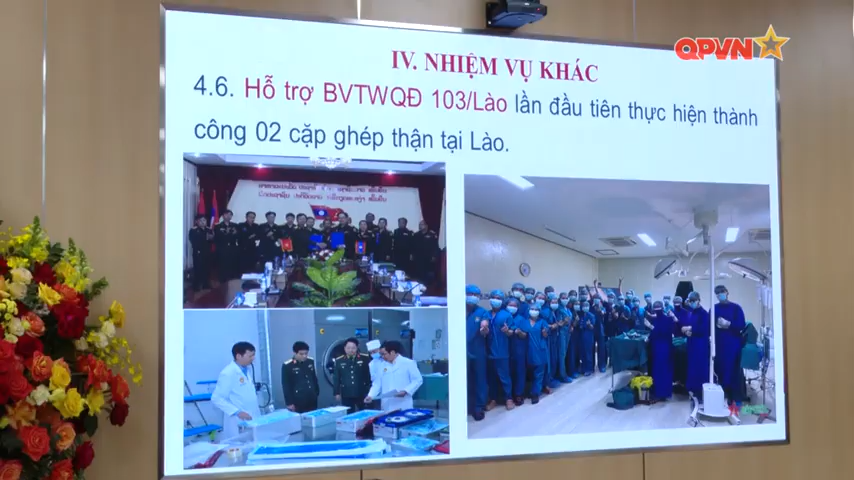 QPVN
IV. NHIỆM VỤ KHÁC
4.6. Hỗ trợ BVTWQĐ 103/Lào lần đầu tiên thực hiện thành
công 02 cặp ghép thận tại Lào.